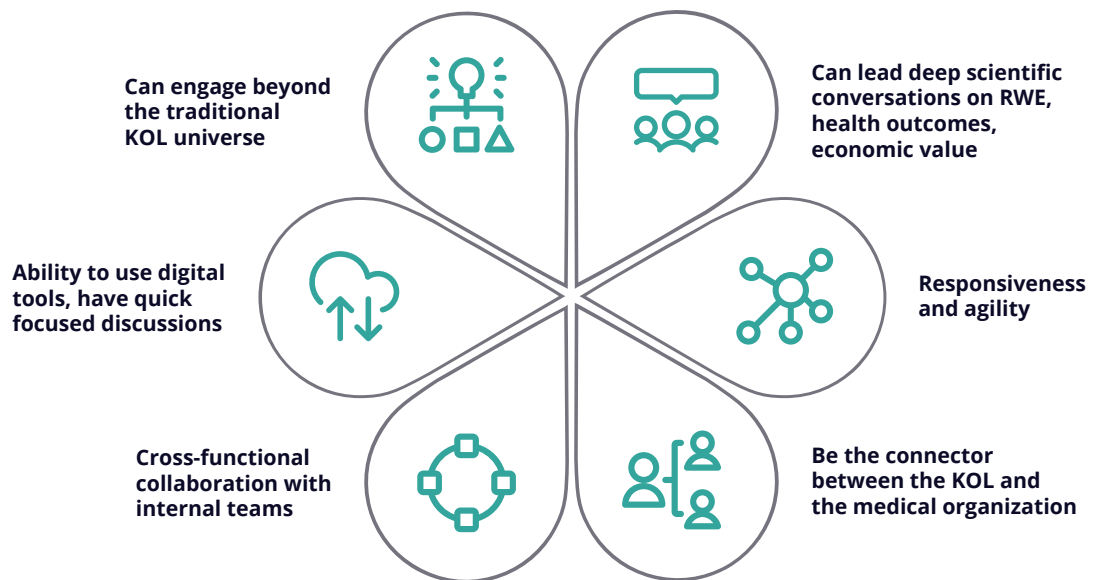 Can engage beyond
the traditional
KOL universe
Can lead deep scientific
conversations on RWE,
health outcomes,
economic value
Ability to use digital
tools, have quick
focused discussions
Responsiveness
and agility
Cross-functional
collaboration with
internal teams
Be the connector
between the KOL and
the medical organization